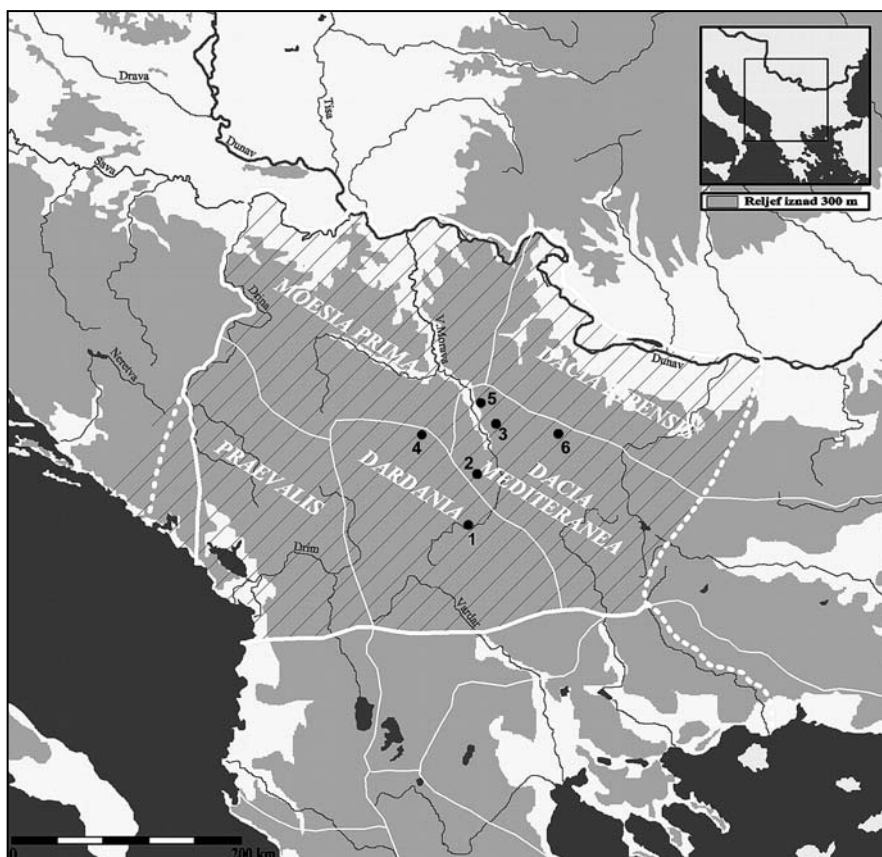 Drava
Tisa
Dunav
Sava
Reljef iznad 300 m
Drina
MOESIA PRIMA
V. Morava
DACIA RIPENSIS
Dunav
Neretva
5
3
4
6
PRAEVALIS
DARDANIA
2
DACIA
MEDITERANEA
1
Drim
Vardar
0
200 km